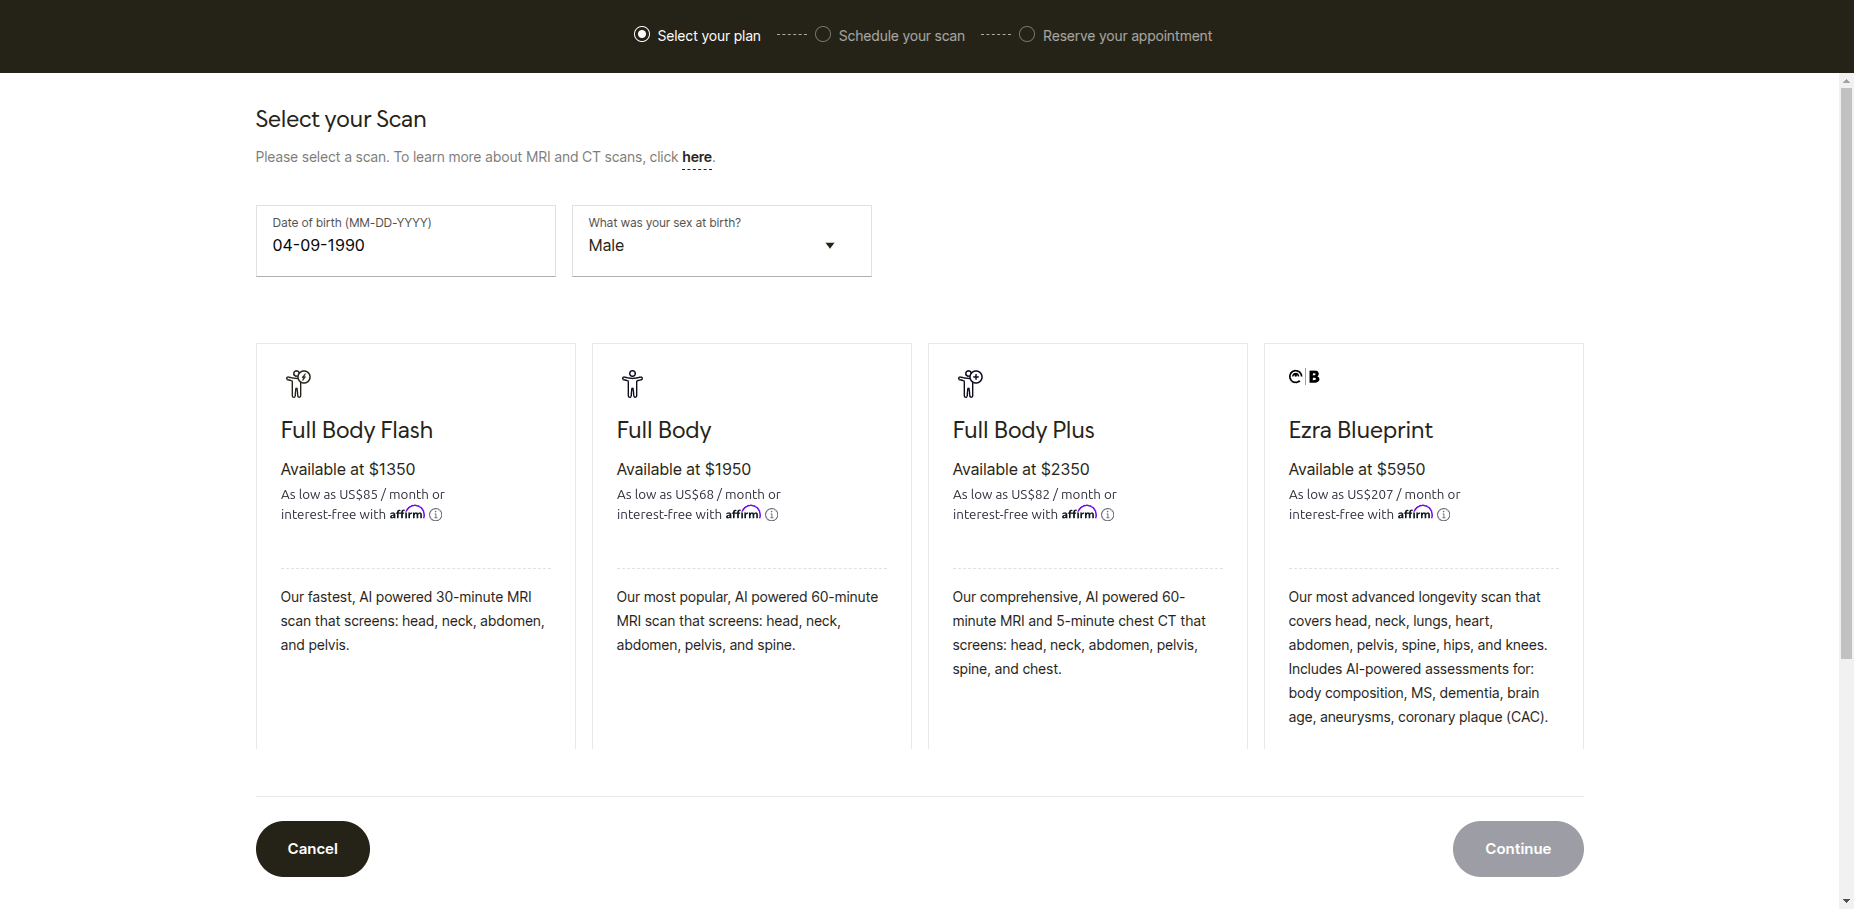 Select your plan
Schedule your scan
Reserve your appointment
Select your Scan
Please select a scan. To learn more about MRI and CT scans, click here.
Date of birth (MM-DD-YYYY)
04-09-1990
What was your sex at birth?
Male
Full Body Flash
Available at $1350
As low as US$85 / month or
interest-free with affirm
Our fastest, AI powered 30-minute MRI
scan that screens: head, neck, abdomen,
and pelvis.
Full Body
Available at $1950
As low as US$68 / month or
interest-free with affirm
Our most popular, AI powered 60-minute
MRI scan that screens: head, neck,
abdomen, pelvis, and spine.
Full Body Plus
Available at $2350
As low as US$82 / month or
interest-free with affirm
Our comprehensive, AI powered 60-
minute MRI and 5-minute chest CT that
screens: head, neck, abdomen, pelvis,
spine, and chest.
B
Ezra Blueprint
Available at $5950
As low as US$207 / month or
interest-free with affirm
Our most advanced longevity scan that
covers head, neck, lungs, heart,
abdomen, pelvis, spine, hips, and knees.
Includes AI-powered assessments for:
body composition, MS, dementia, brain
age, aneurysms, coronary plaque (CAC).
Cancel
Continue